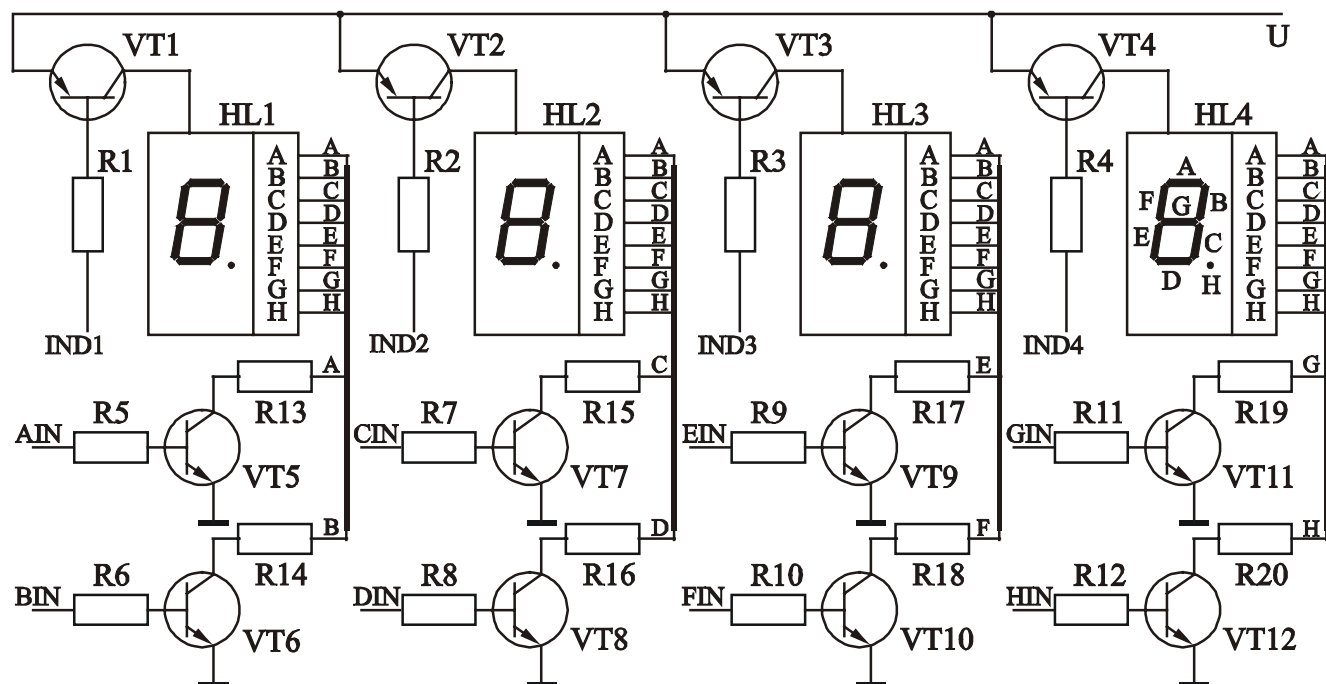 VT1 VT2 VT3 VT4 U
HL1 HL2 HL3 HL4
R1 R2 R3 R4
A A A A A A A A A
B B B B B B B B
F G B
C C C C C C C C
D D D D D D D D
E E E E E E E E E C
F F F F F F F F
G G G G G G G G
D H
H H H H H H H H
IND1 IND2 IND3 IND4
A C E G
R13 R15 R17 R19
R5 R7 R9 R11
AIN CIN EIN GIN
VT5 VT7 VT9 VT11
B D F H
R14 R16 R18 R20
R6 R8 R10 R12
BIN DIN FIN HIN
VT6 VT8 VT10 VT12